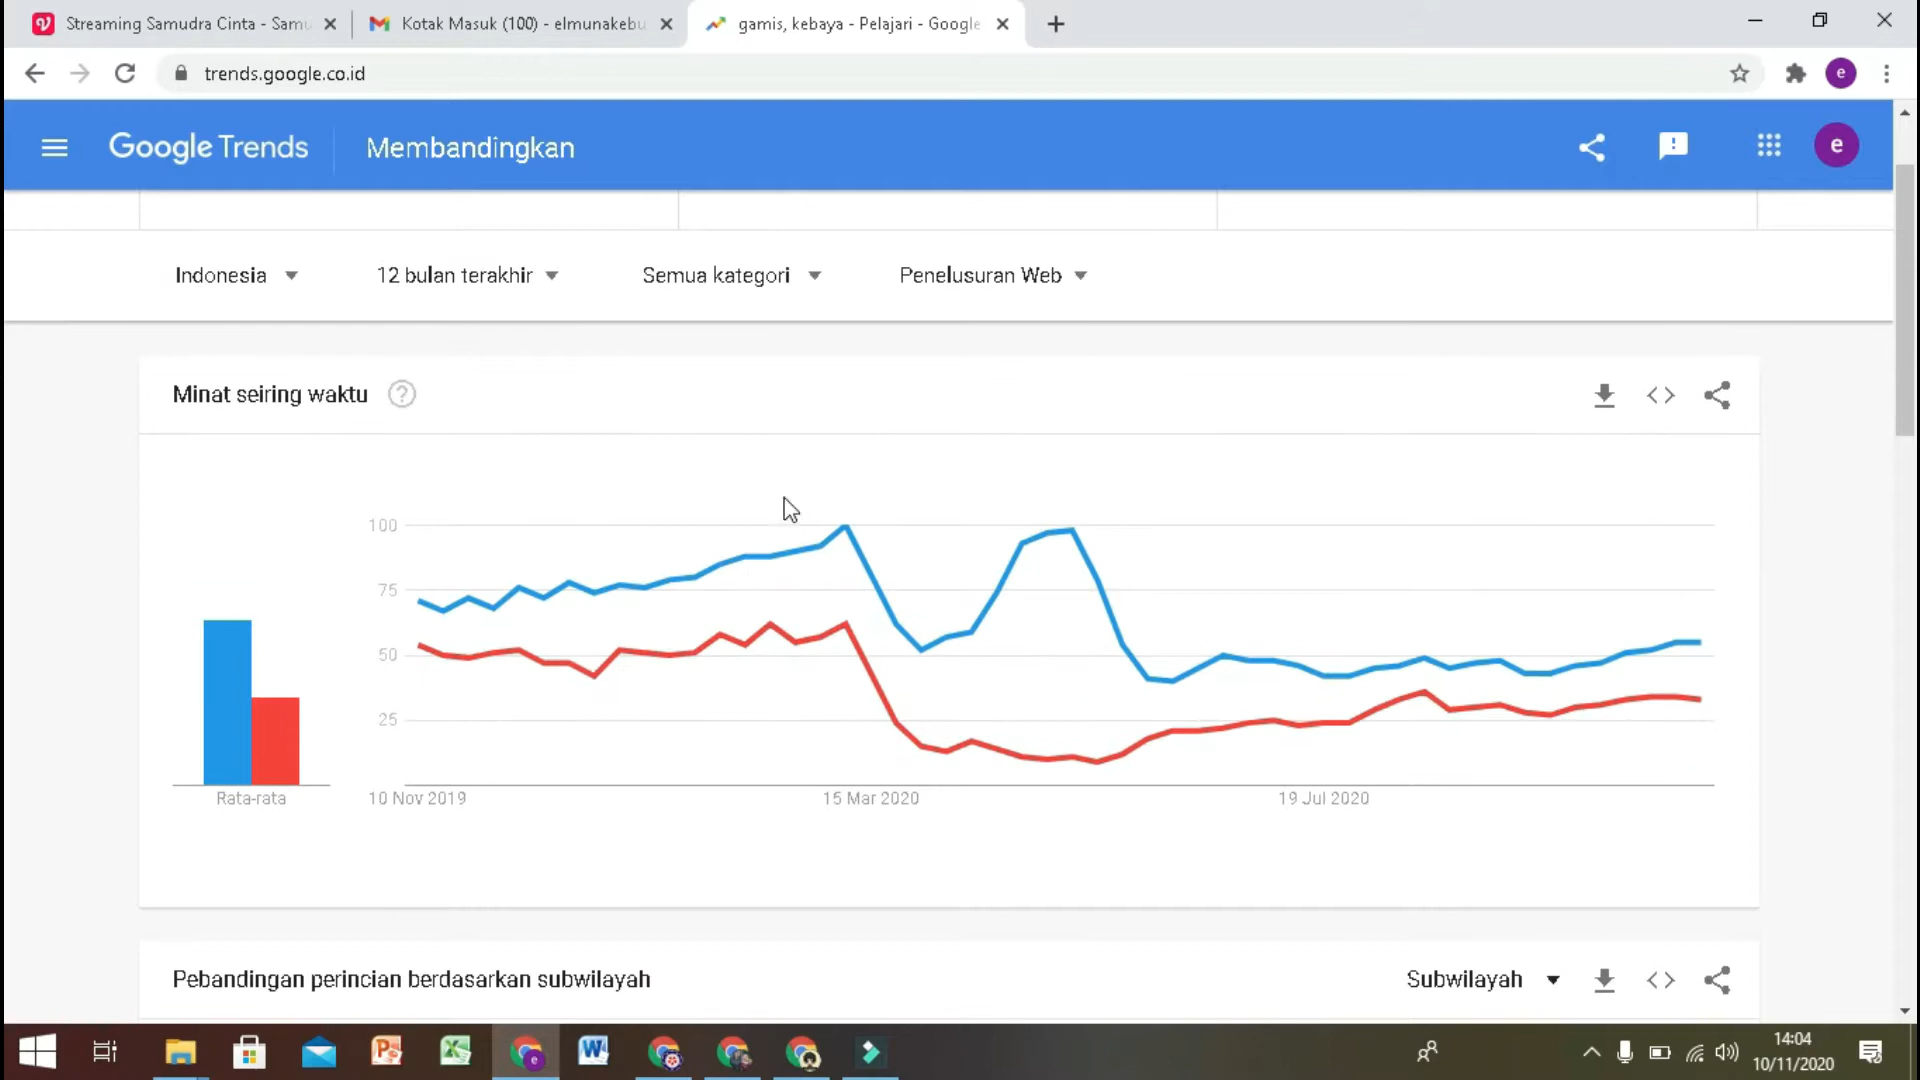 Streaming Samudra Cinta - Samu
Kotak Masuk (100) - elmunakebu
gamis, kebaya - Pelajari - Google
trends.google.co.id
e
Google Trends
Membandingkan
e
Indonesia
12 bulan terakhir
Semua kategori
Penelusuran Web
Minat seiring waktu
?
100
75
50
25
Rata-rata
10 Nov 2019
15 Mar 2020
19 Jul 2020
Pebandingan perincian berdasarkan subwilayah
Subwilayah
14:04
10/11/2020